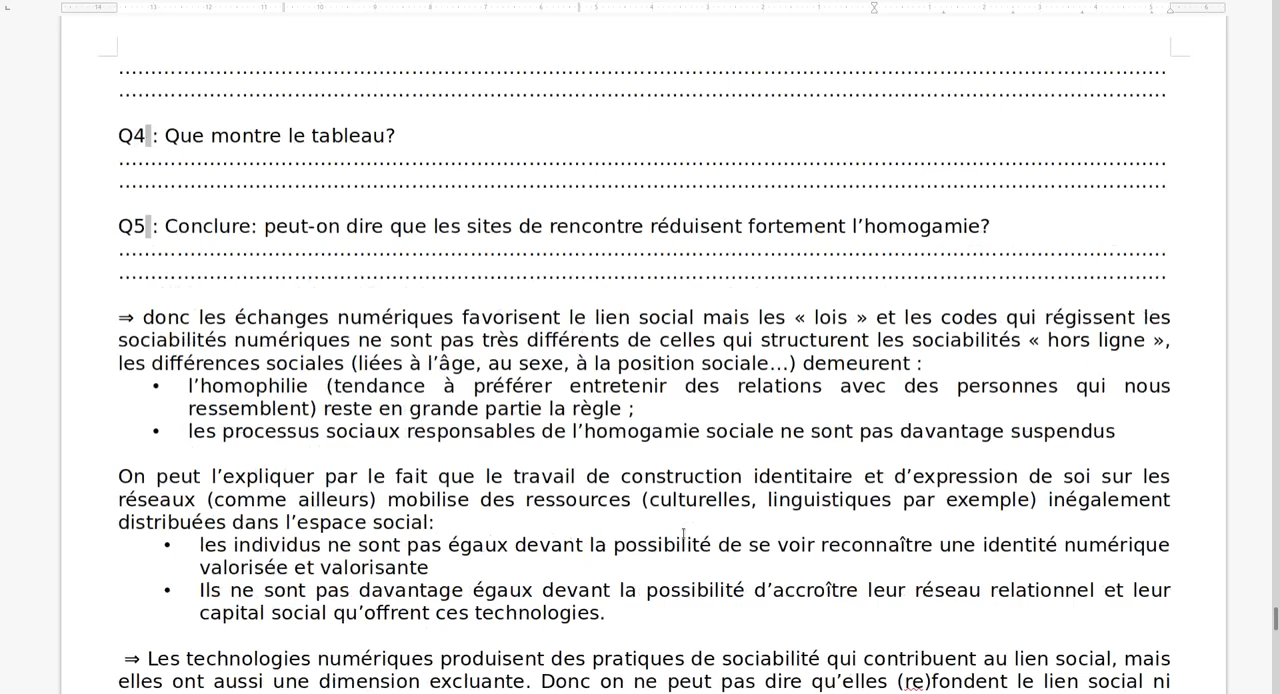 ……………………………………………………………………………………………………………………
……………………………………………………………………………………………………………………
Q4 : Que montre le tableau?
……………………………………………………………………………………………………………………
……………………………………………………………………………………………………………………
Q5 : Conclure: peut-on dire que les sites de rencontre réduisent fortement l’homogamie?
……………………………………………………………………………………………………………………
……………………………………………………………………………………………………………………
⇒ donc les échanges numériques favorisent le lien social mais les « lois » et les codes qui régissent les
sociabilités numériques ne sont pas très différents de celles qui structurent les sociabilités « hors ligne »,
les différences sociales (liées à l’âge, au sexe, à la position sociale…) demeurent :
• l’homophilie (tendance à préférer entretenir des relations avec des personnes qui nous
ressemblent) reste en grande partie la règle ;
• les processus sociaux responsables de l’homogamie sociale ne sont pas davantage suspendus
On peut l’expliquer par le fait que le travail de construction identitaire et d’expression de soi sur les
réseaux (comme ailleurs) mobilise des ressources (culturelles, linguistiques par exemple) inégalement
distribuées dans l’espace social:
• les individus ne sont pas égaux devant la possibilité de se voir reconnaître une identité numérique
valorisée et valorisante
• Ils ne sont pas davantage égaux devant la possibilité d’accroître leur réseau relationnel et leur
capital social qu’offrent ces technologies.
⇒ Les technologies numériques produisent des pratiques de sociabilité qui contribuent au lien social, mais
elles ont aussi une dimension excluante. Donc on ne peut pas dire qu’elles (re)fondent le lien social ni